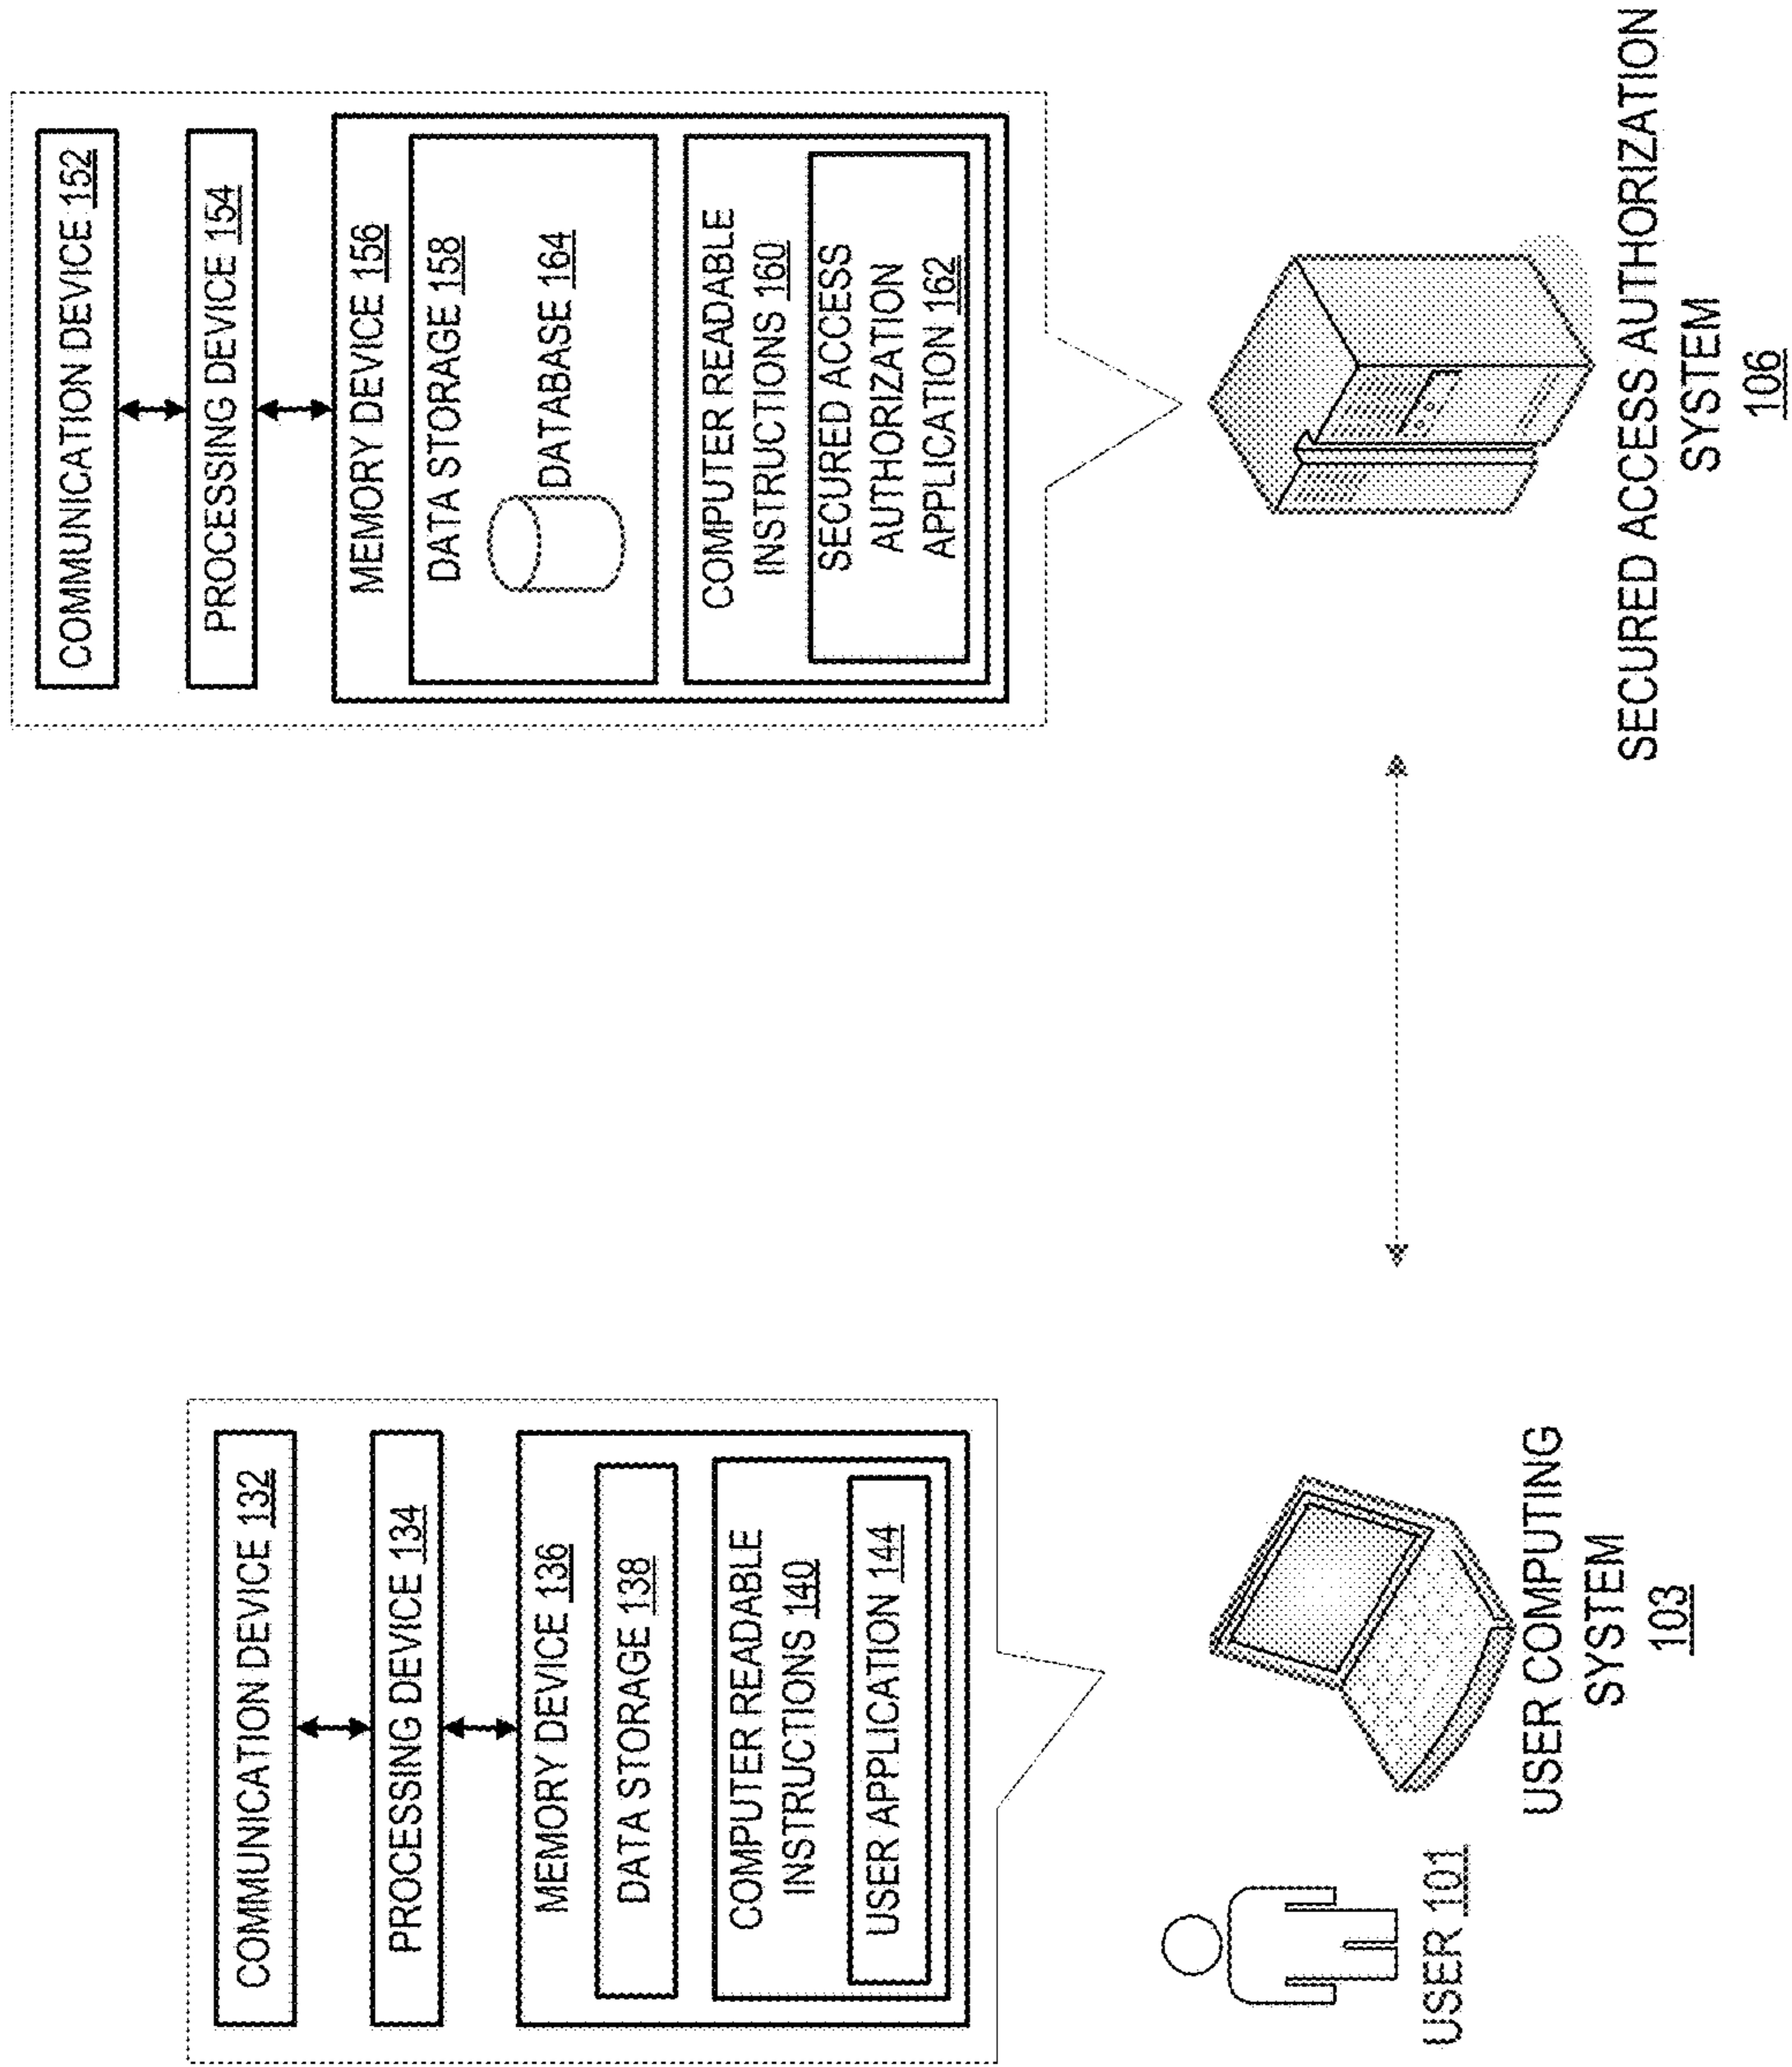 COMMUNICATION DEVICE 132
PROCESSING DEVICE 134
MEMORY DEVICE 136
DATA STORAGE 138
COMPUTER READABLE
INSTRUCTIONS 140
USER APPLICATION 144
USER 101
USER COMPUTING
SYSTEM
103
COMMUNICATION DEVICE 152
PROCESSING DEVICE 154
MEMORY DEVICE 156
DATA STORAGE 158
DATABASE 164
COMPUTER READABLE
INSTRUCTIONS 160
SECURED ACCESS
AUTHORIZATION
APPLICATION 162
SECURED ACCESS AUTHORIZATION
SYSTEM
106